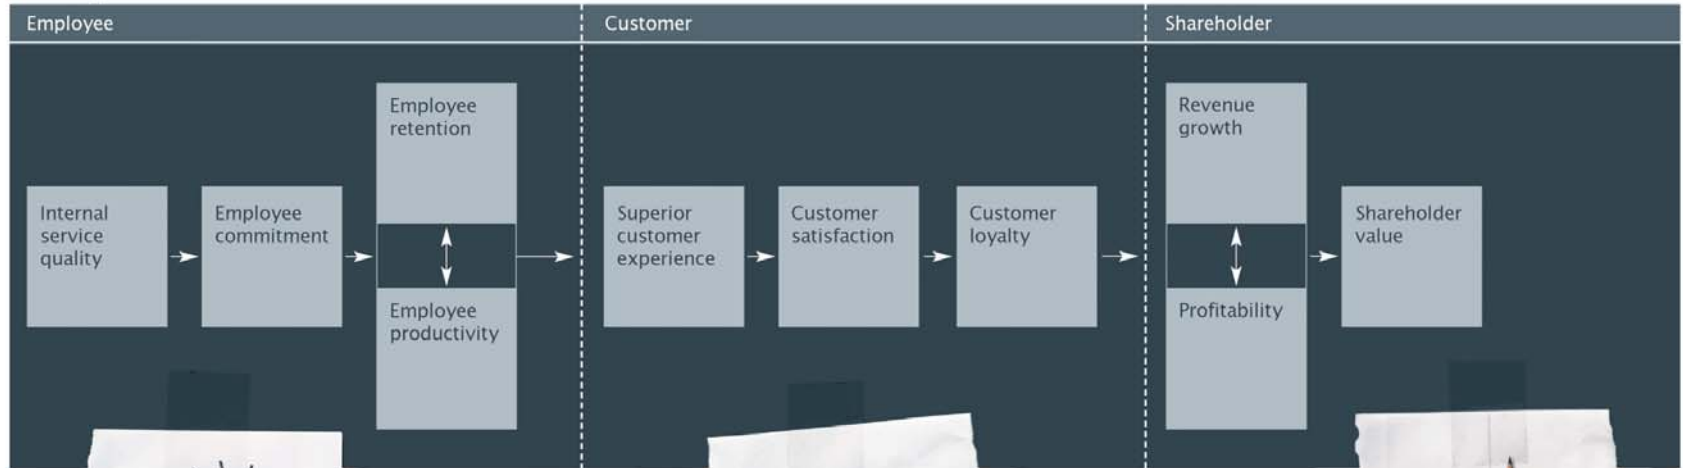 Employee
Customer
Shareholder
Internal
service
quality
Employee
commitment
Employee
retention
Employee
productivity
Superior
customer
experience
Customer
satisfaction
Customer
loyalty
Revenue
growth
Profitability
Shareholder
value